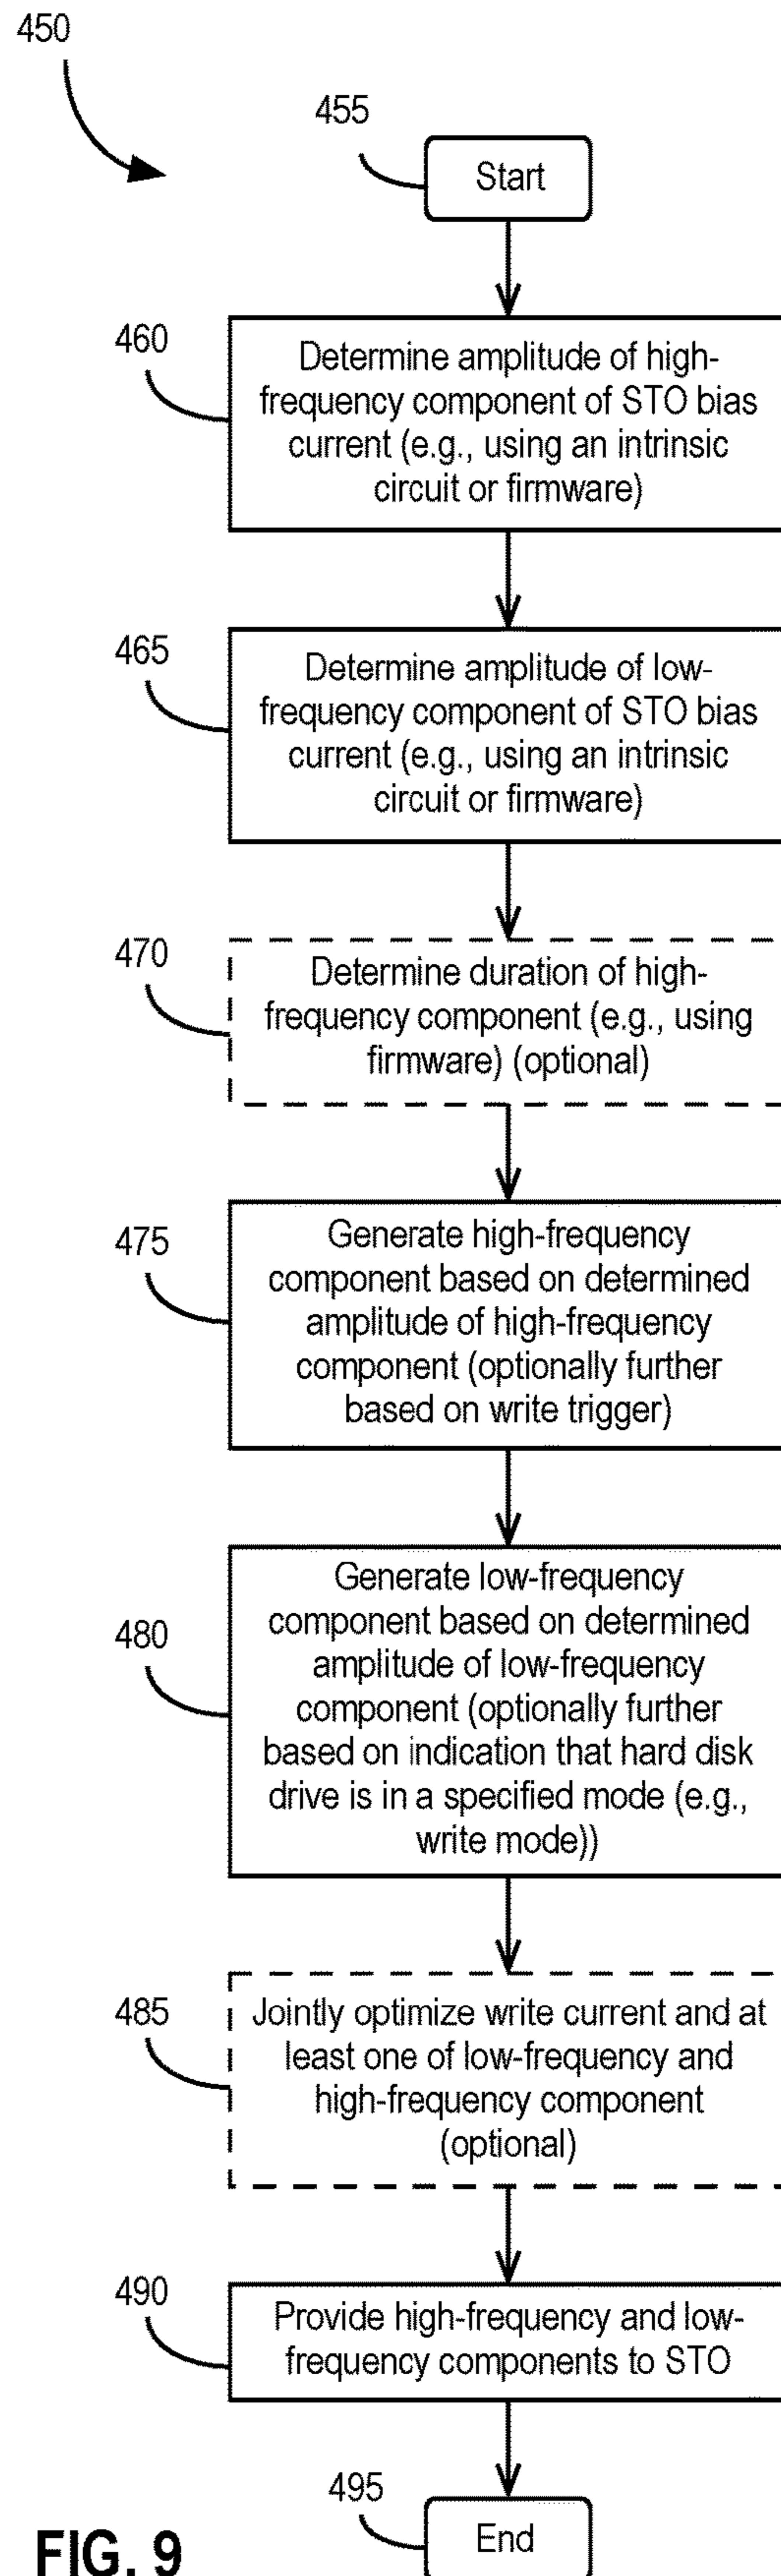 450
455
Start
460
Determine amplitude of high-
frequency component of STO bias
current (e.g., using an intrinsic
circuit or firmware)
465
Determine amplitude of low-
frequency component of STO bias
current (e.g., using an intrinsic
circuit or firmware)
470
Determine duration of high-
frequency component (e.g., using
firmware) (optional)
475
Generate high-frequency
component based on determined
amplitude of high-frequency
component (optionally further
based on write trigger)
480
Generate low-frequency
component based on determined
amplitude of low-frequency
component (optionally further
based on indication that hard disk
drive is in a specified mode (e.g.,
write mode))
485
Jointly optimize write current and at
least one of low-frequency and
high-frequency component
(optional)
490
Provide high-frequency and low-
frequency components to STO
495
End
FIG. 9